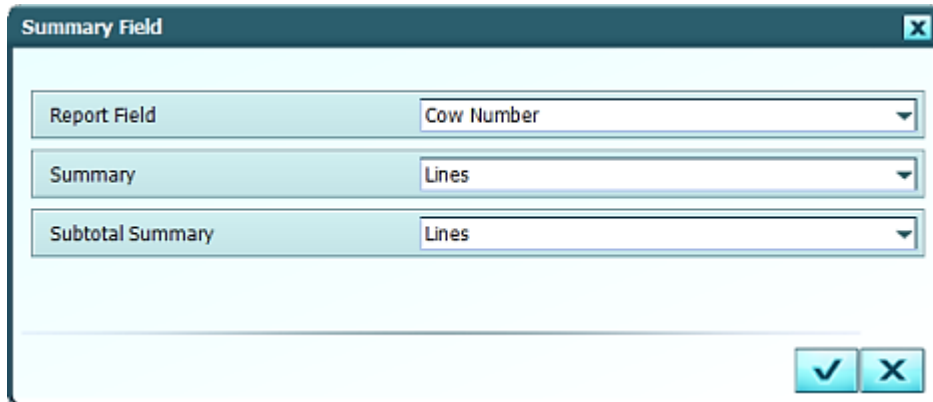 Summary Field
Report Field Cow Number
Summary Lines
Subtotal Summary Lines